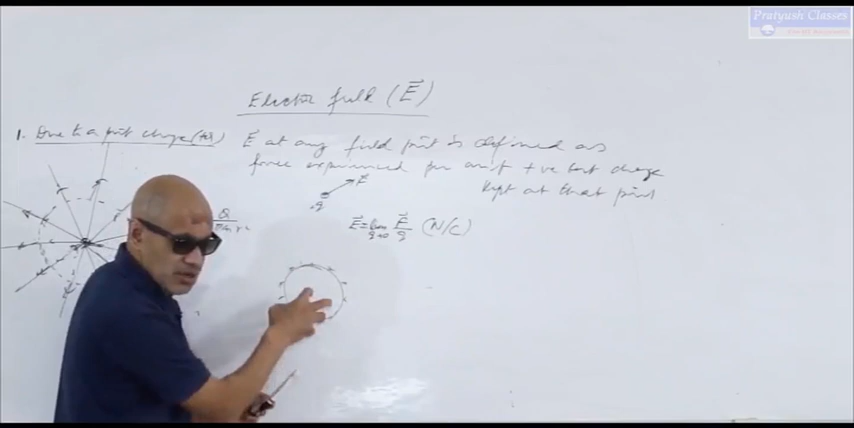 Pratyush Classes
Electric field (E⃗)
1. Due to a point charge (+Q)
E⃗ at any field point is defined as
force experienced per unit +ve test charge
kept at that point
F⃗
q
Q
E⃗ = lim q→0 F⃗/q (N/C)